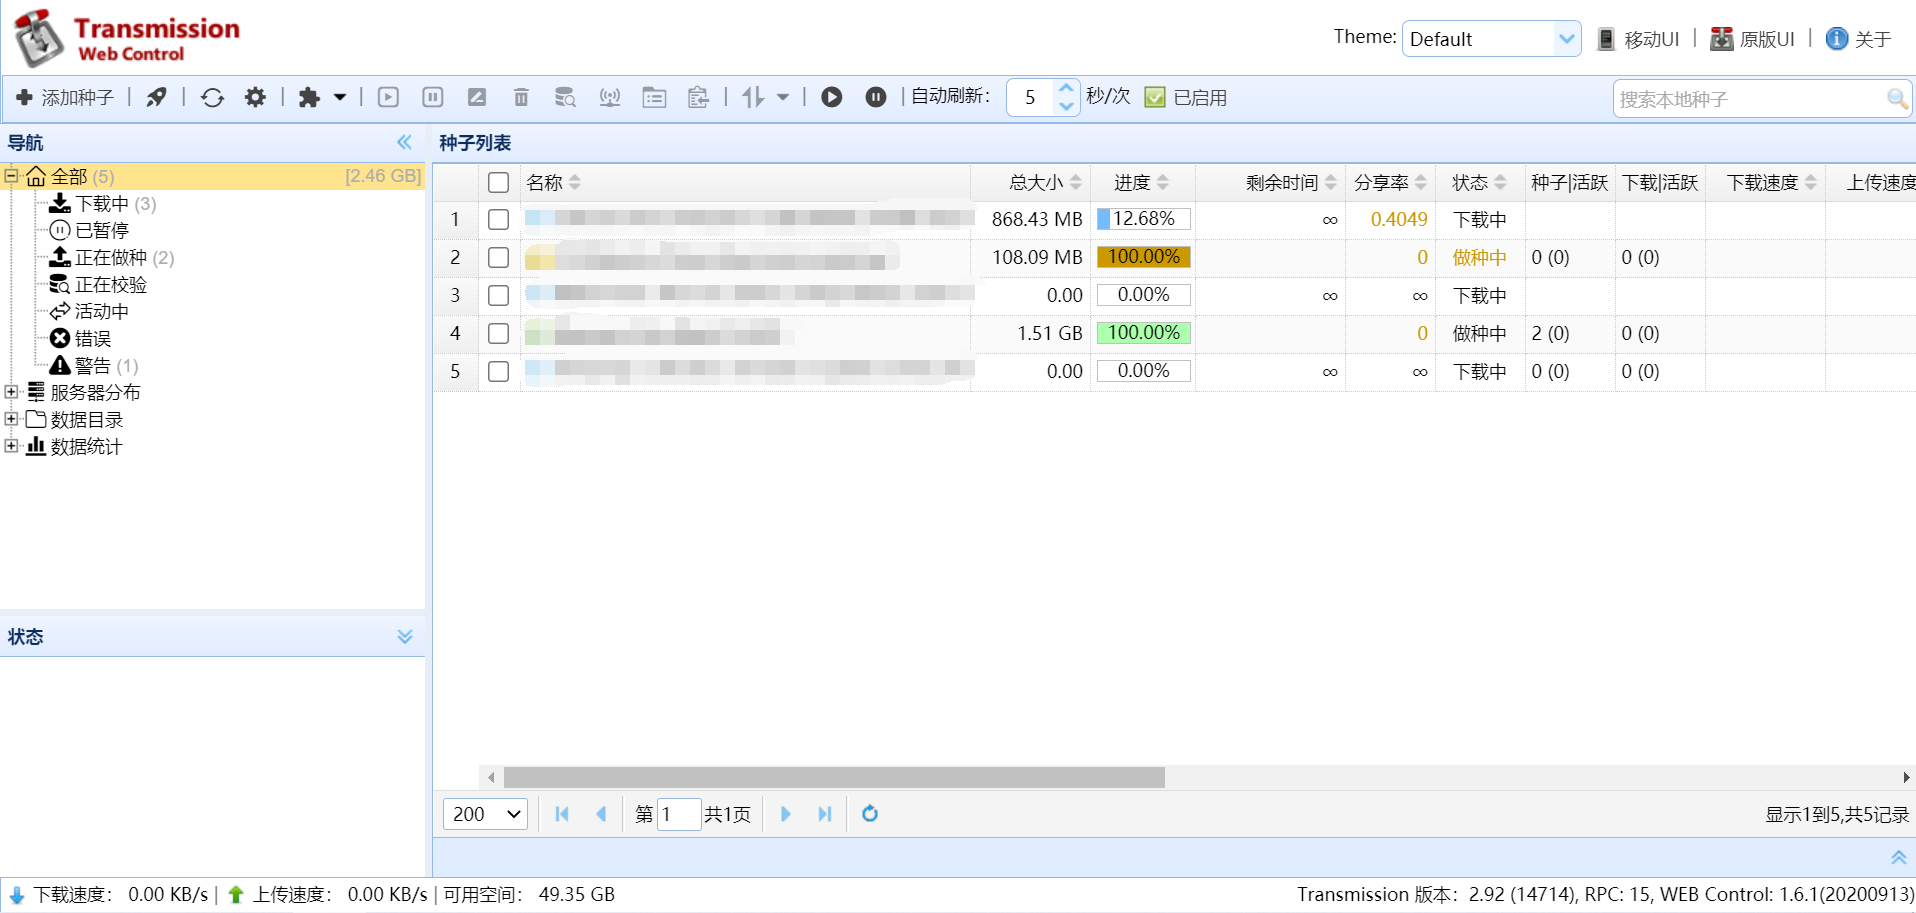 Transmission
Web Control
Theme: Default 移动UI | 原版UI | 关于
添加种子 自动刷新： 5 秒/次 已启用 搜索本地种子
导航
全部 (5) [2.46 GB]
下载中 (3)
已暂停
正在做种 (2)
正在校验
活动中
错误
警告 (1)
服务器分布
数据目录
数据统计
状态
种子列表
名称 总大小 进度 剩余时间 分享率 状态 种子|活跃 下载|活跃 下载速度 上传速度
1 868.43 MB 12.68% ∞ 0.4049 下载中
2 108.09 MB 100.00% 0 做种中 0 (0) 0 (0)
3 0.00 0.00% ∞ ∞ 下载中
4 1.51 GB 100.00% 0 做种中 2 (0) 0 (0)
5 0.00 0.00% ∞ ∞ 下载中 0 (0) 0 (0)
200 第 1 共1页 显示1到5,共5记录
下载速度： 0.00 KB/s | 上传速度： 0.00 KB/s | 可用空间： 49.35 GB Transmission 版本：2.92 (14714), RPC: 15, WEB Control: 1.6.1(20200913)